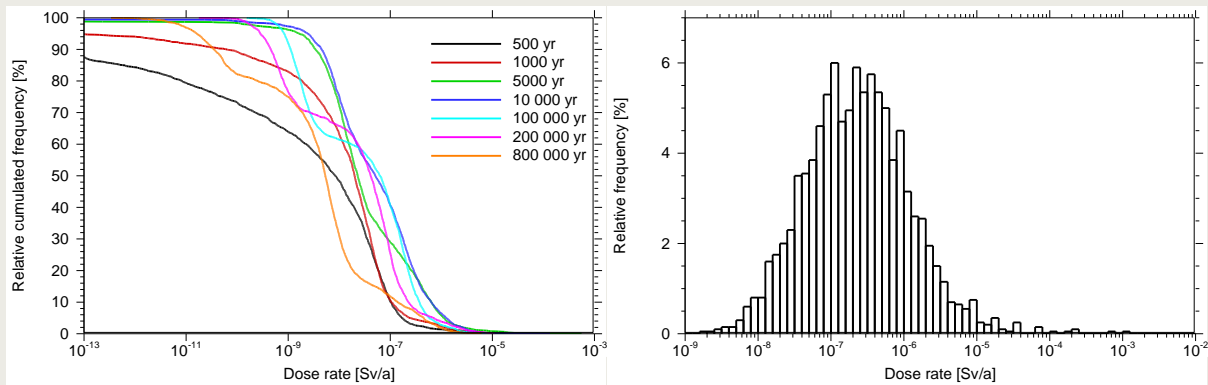 100
90
80
70
60
50
40
30
20
10
0
Relative cumulated frequency [%]
500 yr
1000 yr
5000 yr
10 000 yr
100 000 yr
200 000 yr
800 000 yr
10-13 10-11 10-9 10-7 10-5 10-3
Dose rate [Sv/a]
6
4
2
0
Relative frequency [%]
10-9 10-8 10-7 10-6 10-5 10-4 10-3 10-2
Dose rate [Sv/a]